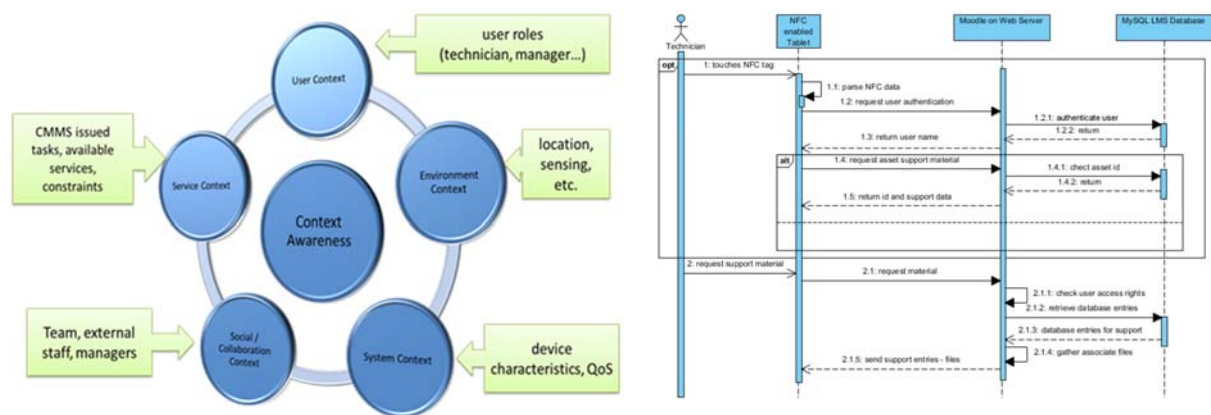 user roles
(technician, manager...)
User Context
CMMS issued
tasks, available
services,
constraints
location,
sensing,
etc.
Service Context
Environment Context
Context
Awareness
Team, external
staff, managers
Social /
Collaboration
Context
System Context
device
characteristics, QoS
Technician
NFC
enabled
Tablet
Moodle on Web Server
MySQL LMS Database
opt
1: touches NFC tag
1.1: parse NFC data
1.2: request user authentication
1.2.1: authenticate user
1.2.2: return
1.3: return user name
alt
1.4: request asset support material
1.4.1: chect asset id
1.4.2: return
1.5: return id and support data
2: request support material
2.1: request material
2.1.1: check user access rights
2.1.2: retrieve database entries
2.1.3: database entries for support
2.1.4: gather associate files
2.1.5: send support entries - files